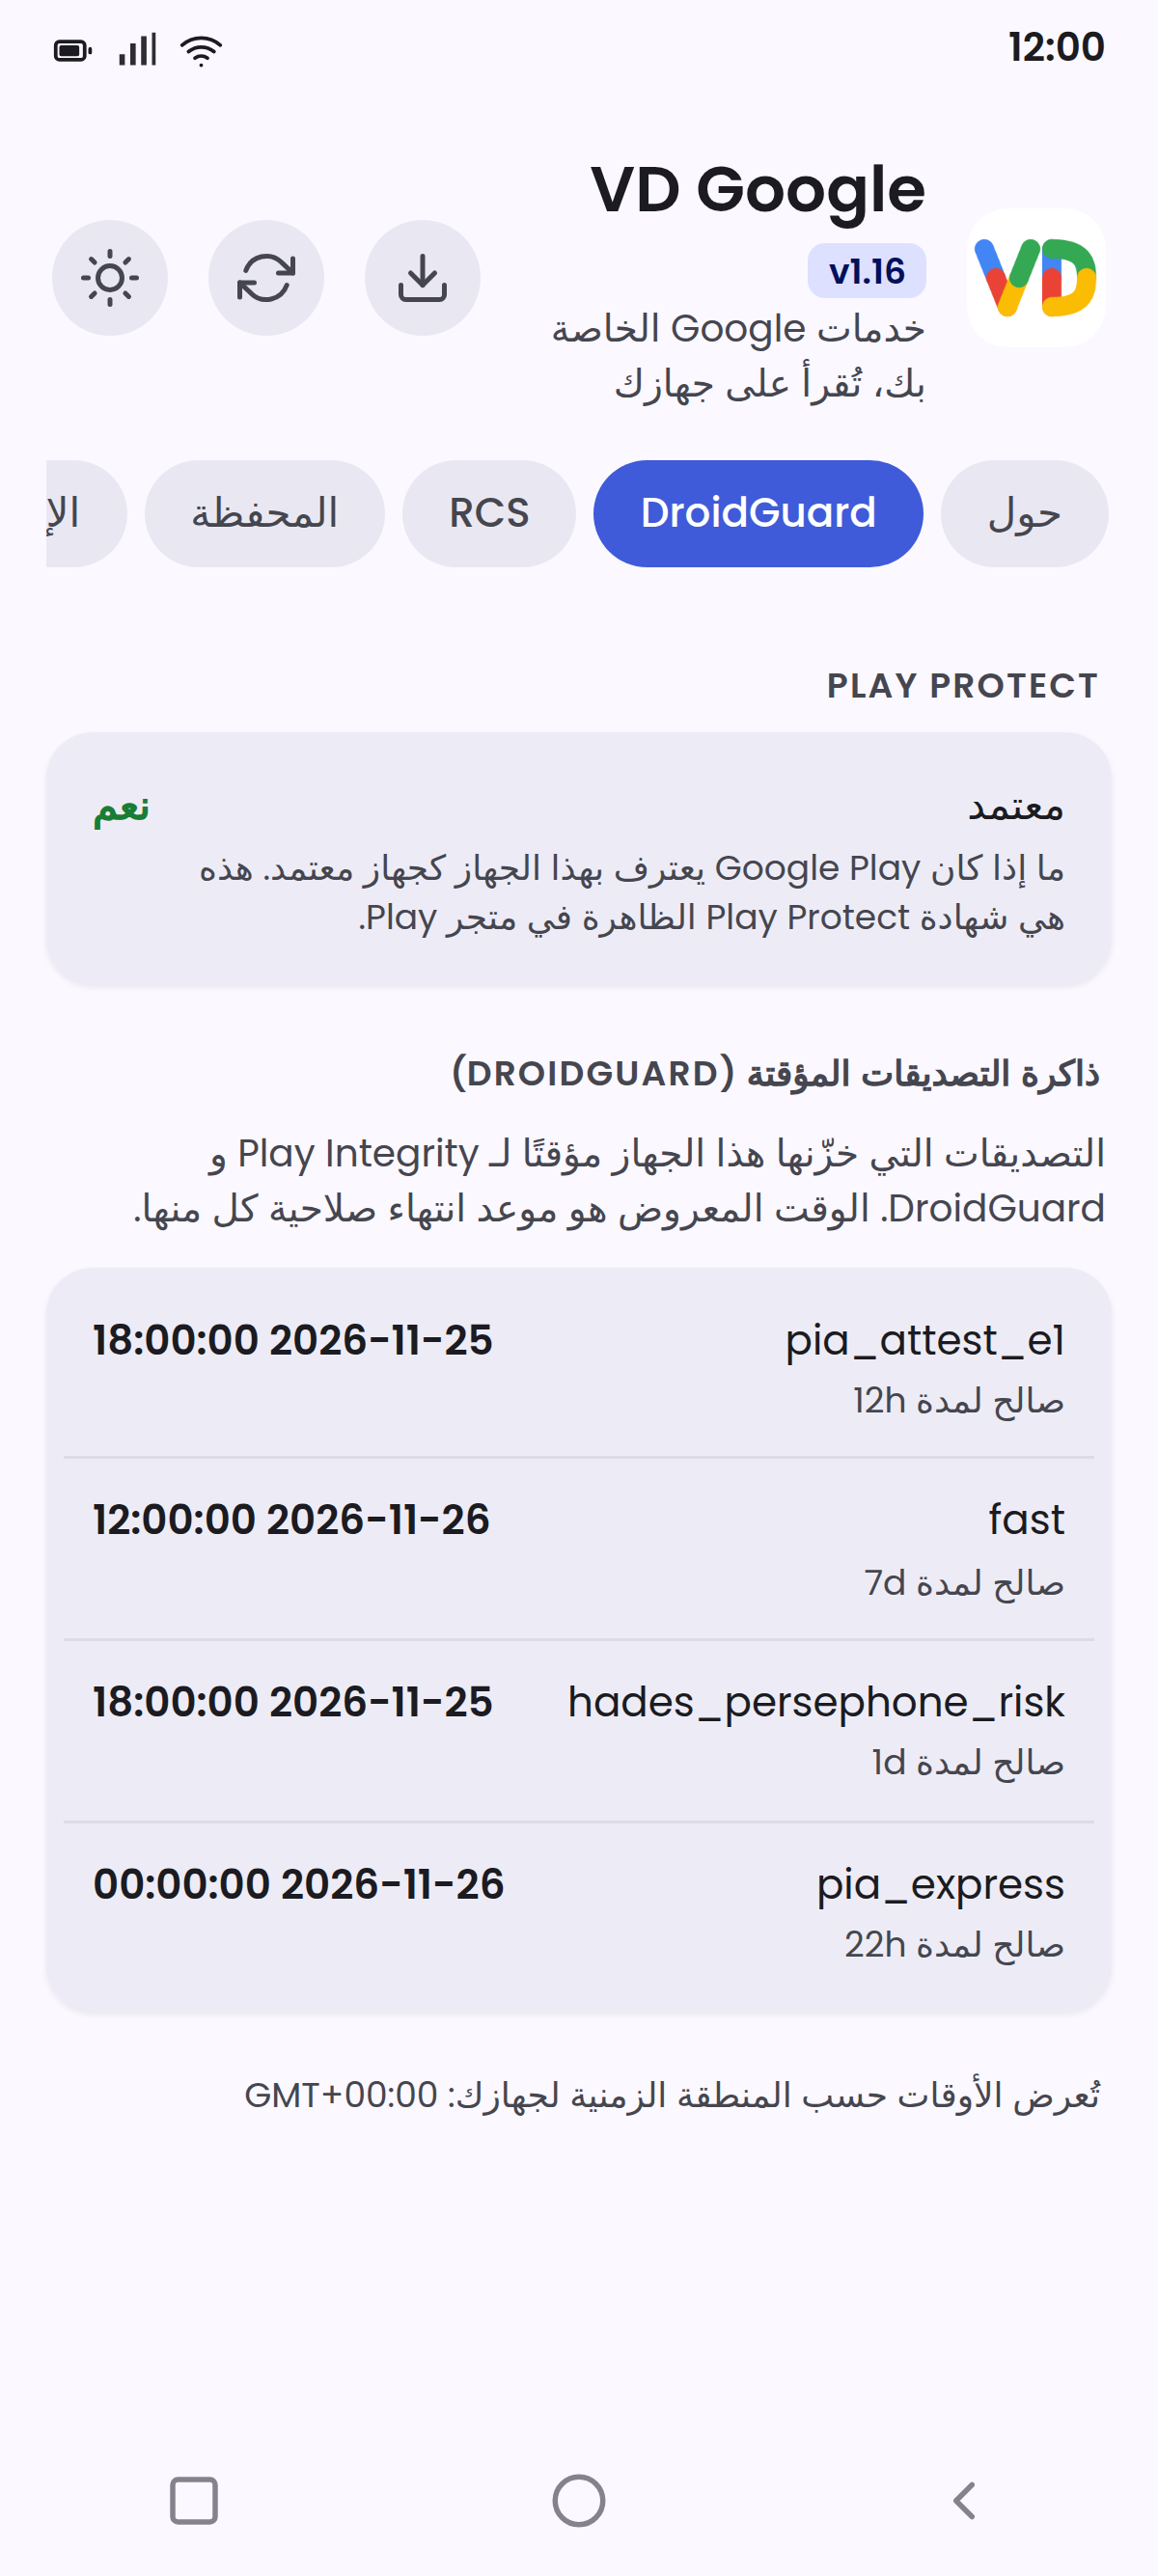 12:00
VD Google
v1.16
خدمات Google الخاصة
بك، تُقرأ على جهازك
حول
DroidGuard
RCS
المحفظة
PLAY PROTECT
معتمد
نعم
ما إذا كان Google Play يعترف بهذا الجهاز كجهاز معتمد. هذه
هي شهادة Play Protect الظاهرة في متجر Play.
ذاكرة التصديقات المؤقتة (DROIDGUARD)
التصديقات التي خزّنها هذا الجهاز مؤقتًا لـ Play Integrity و
DroidGuard. الوقت المعروض هو موعد انتهاء صلاحية كل منها.
pia_attest_e1
18:00:00 2026-11-25
صالح لمدة 12h
fast
12:00:00 2026-11-26
صالح لمدة 7d
hades_persephone_risk
18:00:00 2026-11-25
صالح لمدة 1d
pia_express
00:00:00 2026-11-26
صالح لمدة 22h
تُعرض الأوقات حسب المنطقة الزمنية لجهازك: GMT+00:00